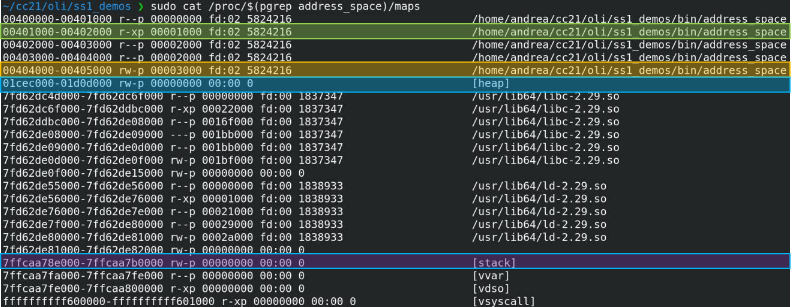 ~/cc21/oli/ss1_demos ❯ sudo cat /proc/$(pgrep address_space)/maps
00400000-00401000 r--p 00000000 fd:02 5824216 /home/andrea/cc21/oli/ss1_demos/bin/address_space
00401000-00402000 r-xp 00001000 fd:02 5824216 /home/andrea/cc21/oli/ss1_demos/bin/address_space
00402000-00403000 r--p 00002000 fd:02 5824216 /home/andrea/cc21/oli/ss1_demos/bin/address_space
00403000-00404000 r--p 00002000 fd:02 5824216 /home/andrea/cc21/oli/ss1_demos/bin/address_space
00404000-00405000 rw-p 00003000 fd:02 5824216 /home/andrea/cc21/oli/ss1_demos/bin/address_space
01cec000-01d0d000 rw-p 00000000 00:00 0 [heap]
7fd62dc4d000-7fd62dc6f000 r--p 00000000 fd:00 1837347 /usr/lib64/libc-2.29.so
7fd62dc6f000-7fd62ddbc000 r-xp 00022000 fd:00 1837347 /usr/lib64/libc-2.29.so
7fd62ddbc000-7fd62de08000 r--p 0016f000 fd:00 1837347 /usr/lib64/libc-2.29.so
7fd62de08000-7fd62de09000 ---p 001bb000 fd:00 1837347 /usr/lib64/libc-2.29.so
7fd62de09000-7fd62de0d000 r--p 001bb000 fd:00 1837347 /usr/lib64/libc-2.29.so
7fd62de0d000-7fd62de0f000 rw-p 001bf000 fd:00 1837347 /usr/lib64/libc-2.29.so
7fd62de0f000-7fd62de15000 rw-p 00000000 00:00 0
7fd62de55000-7fd62de56000 r--p 00000000 fd:00 1838933 /usr/lib64/ld-2.29.so
7fd62de56000-7fd62de76000 r-xp 00001000 fd:00 1838933 /usr/lib64/ld-2.29.so
7fd62de76000-7fd62de7e000 r--p 00021000 fd:00 1838933 /usr/lib64/ld-2.29.so
7fd62de7f000-7fd62de80000 r--p 00029000 fd:00 1838933 /usr/lib64/ld-2.29.so
7fd62de80000-7fd62de81000 rw-p 0002a000 fd:00 1838933 /usr/lib64/ld-2.29.so
7fd62de81000-7fd62de82000 rw-p 00000000 00:00 0
7ffcaa78e000-7ffcaa7b0000 rw-p 00000000 00:00 0 [stack]
7ffcaa7fa000-7ffcaa7fe000 r--p 00000000 00:00 0 [vvar]
7ffcaa7fe000-7ffcaa800000 r-xp 00000000 00:00 0 [vdso]
ffffffffff600000-ffffffffff601000 r-xp 00000000 00:00 0 [vsyscall]